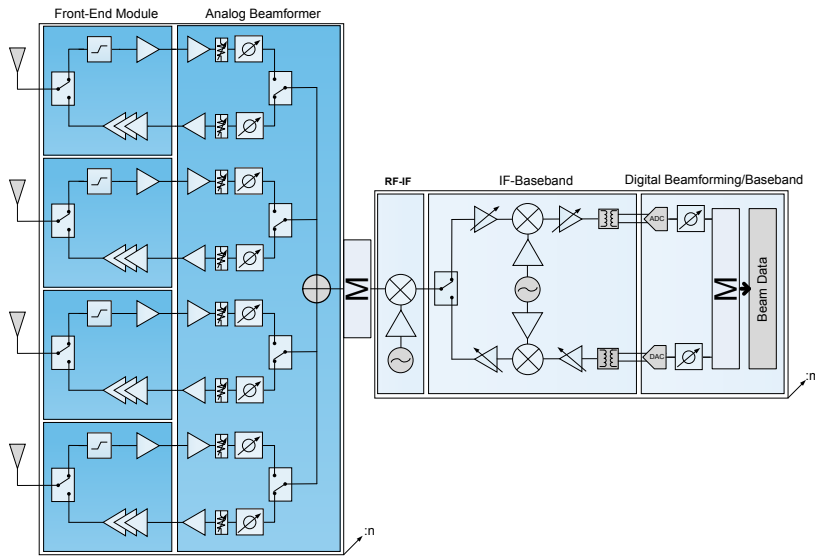 Front-End Module
Analog Beamformer
RF-IF
IF-Baseband
Digital Beamforming/Baseband
ADC
M
M
Beam Data
DAC
:m
:n